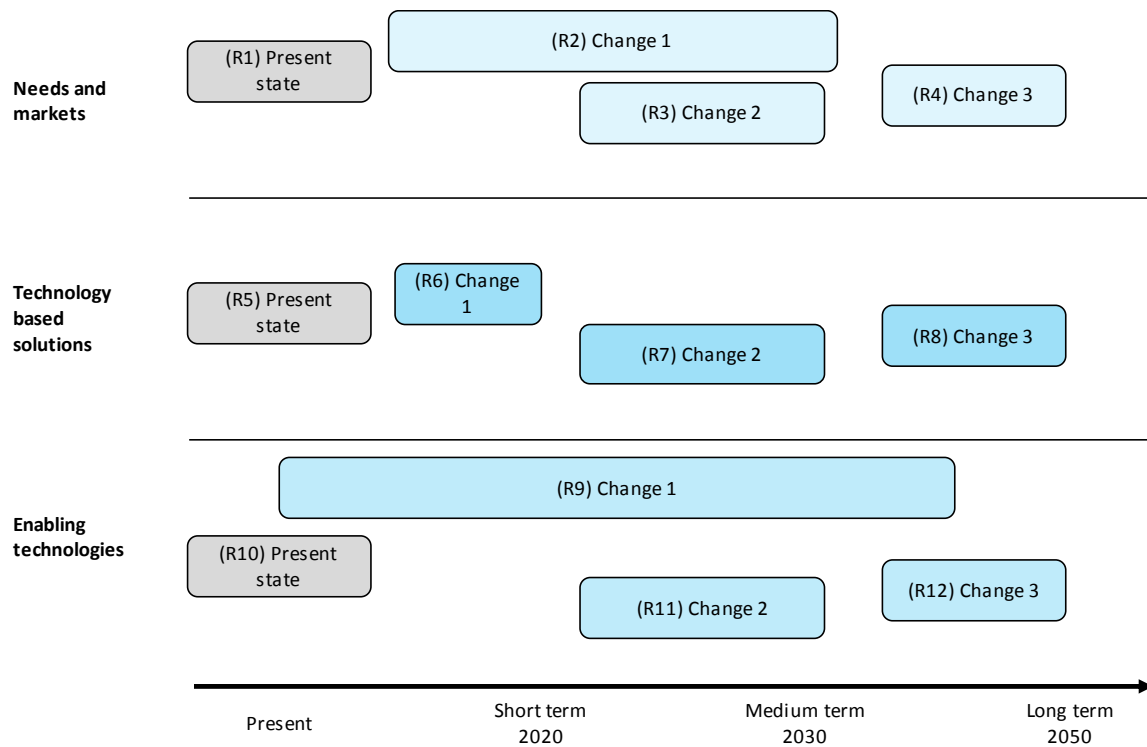 Needs and
markets
(R1) Present
state
(R2) Change 1
(R3) Change 2
(R4) Change 3
Technology
based
solutions
(R5) Present
state
(R6) Change
1
(R7) Change 2
(R8) Change 3
Enabling
technologies
(R9) Change 1
(R10) Present
state
(R11) Change 2
(R12) Change 3
Present
Short term
2020
Medium term
2030
Long term
2050